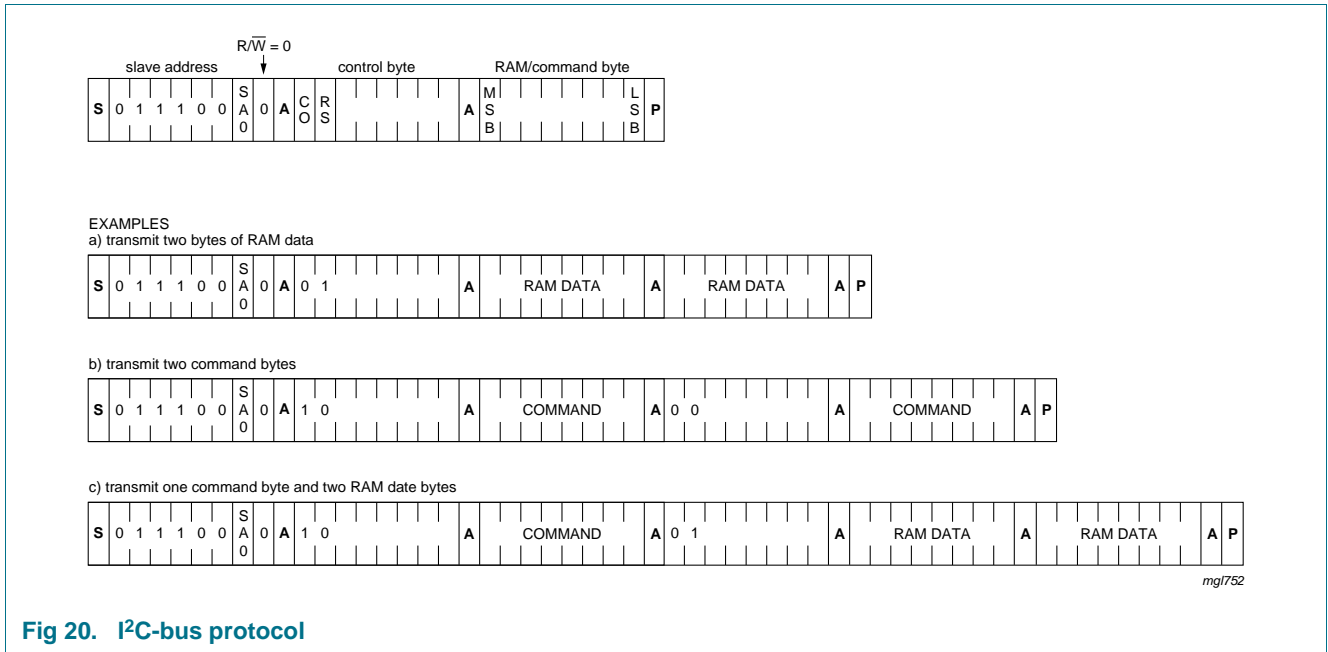 R/W = 0
slave address control byte RAM/command byte
S 0 1 1 1 0 0 SA0 0 A CO RS A MSB LSB P
EXAMPLES
a) transmit two bytes of RAM data
S 0 1 1 1 0 0 SA0 0 A 0 1 A RAM DATA A RAM DATA A P
b) transmit two command bytes
S 0 1 1 1 0 0 SA0 0 A 1 0 A COMMAND A 0 0 A COMMAND A P
c) transmit one command byte and two RAM date bytes
S 0 1 1 1 0 0 SA0 0 A 1 0 A COMMAND A 0 1 A RAM DATA A RAM DATA A P
mgl752
Fig 20. I2C-bus protocol